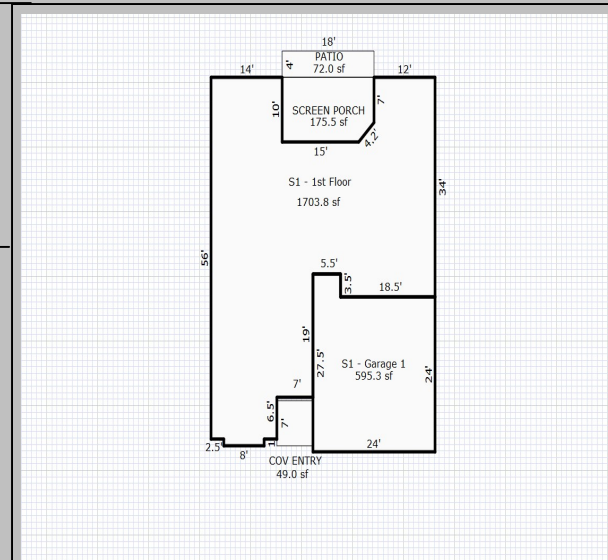 18'
PATIO
4'
72.0 sf
14'
12'
10'
7'
SCREEN PORCH
175.5 sf
4.2'
15'
S1 - 1st Floor
1703.8 sf
34'
56'
5.5'
3.5'
18.5'
19'
27.5'
S1 - Garage 1
595.3 sf
24'
7'
6.5'
7'
2.5'
8'
1'
24'
COV ENTRY
49.0 sf